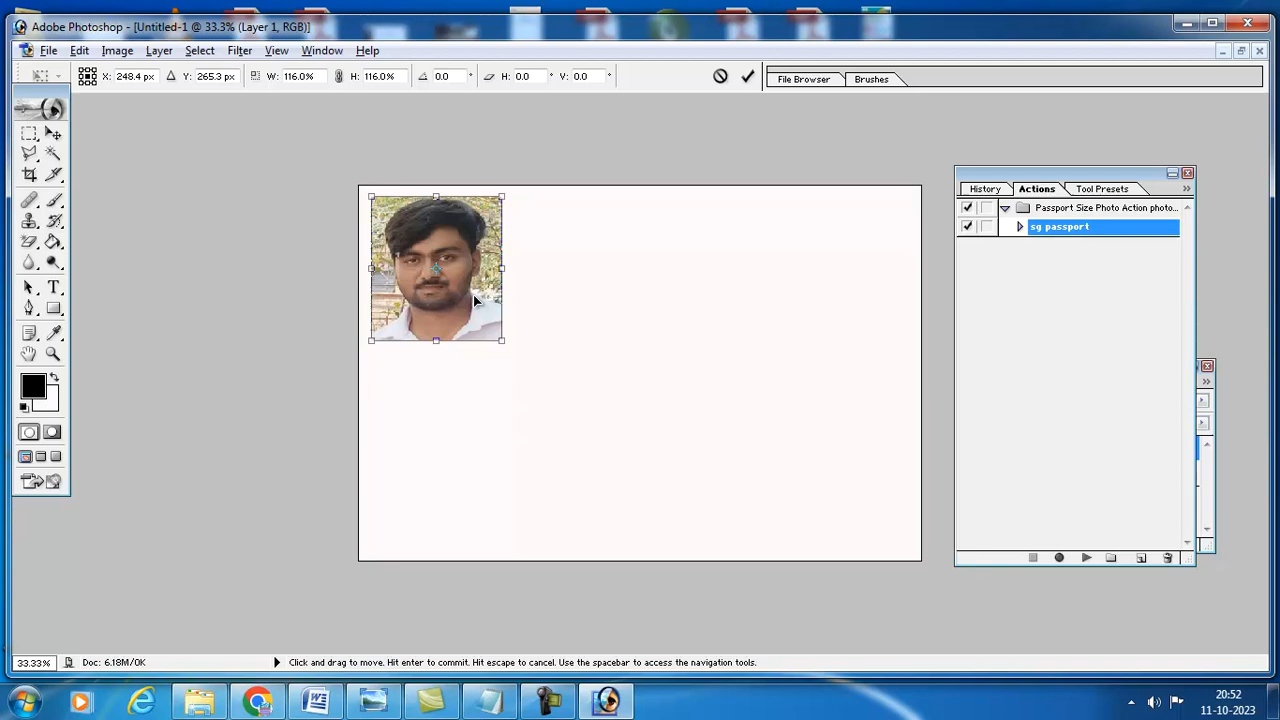 Adobe Photoshop - [Untitled-1 @ 33.3% (Layer 1, RGB)]
File Edit Image Layer Select Filter View Window Help
X: 248.4 px Y: 265.3 px W: 116.0% H: 116.0% 0.0 ° H: 0.0 ° V: 0.0 ° File Browser Brushes
History Actions Tool Presets
Passport Size Photo Action photo...
sg passport
T
33.33% Doc: 6.18M/0K Click and drag to move. Hit enter to commit. Hit escape to cancel. Use the spacebar to access the navigation tools.
20:52
11-10-2023